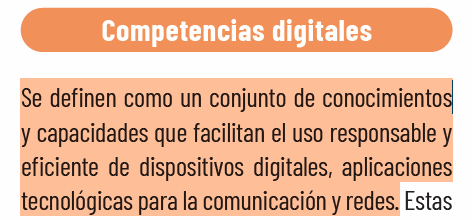 Competencias digitales
Se definen como un conjunto de conocimientos
y capacidades que facilitan el uso responsable y
eficiente de dispositivos digitales, aplicaciones
tecnológicas para la comunicación y redes. Estas